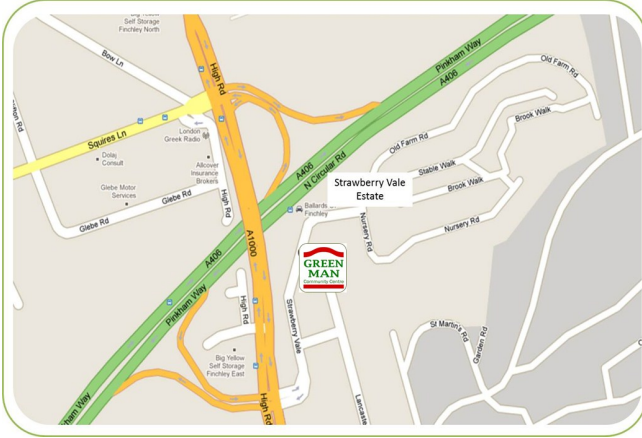 Self Storage
Finchley North
Bow Ln
High Rd
Pinkham Way
A406
Old Farm Rd
Brook Walk
Squires Ln
London
Greek Radio
Dolaj
Consult
Allcover
Insurance
Brokers
Old Farm Rd
Stable Walk
A406
N Circular Rd
Strawberry Vale
Estate
Brook Walk
Glebe Motor
Services
Glebe Rd
High Rd
Ballards
Finchley
Glebe Rd
Nursery Rd
Nursery Rd
A1000
A406
GREEN
MAN
Community Centre
Pinkham Way
High Rd
Strawberry Vale
St Martin's Rd
Garden Rd
Big Yellow
Self Storage
Finchley East
High Rd